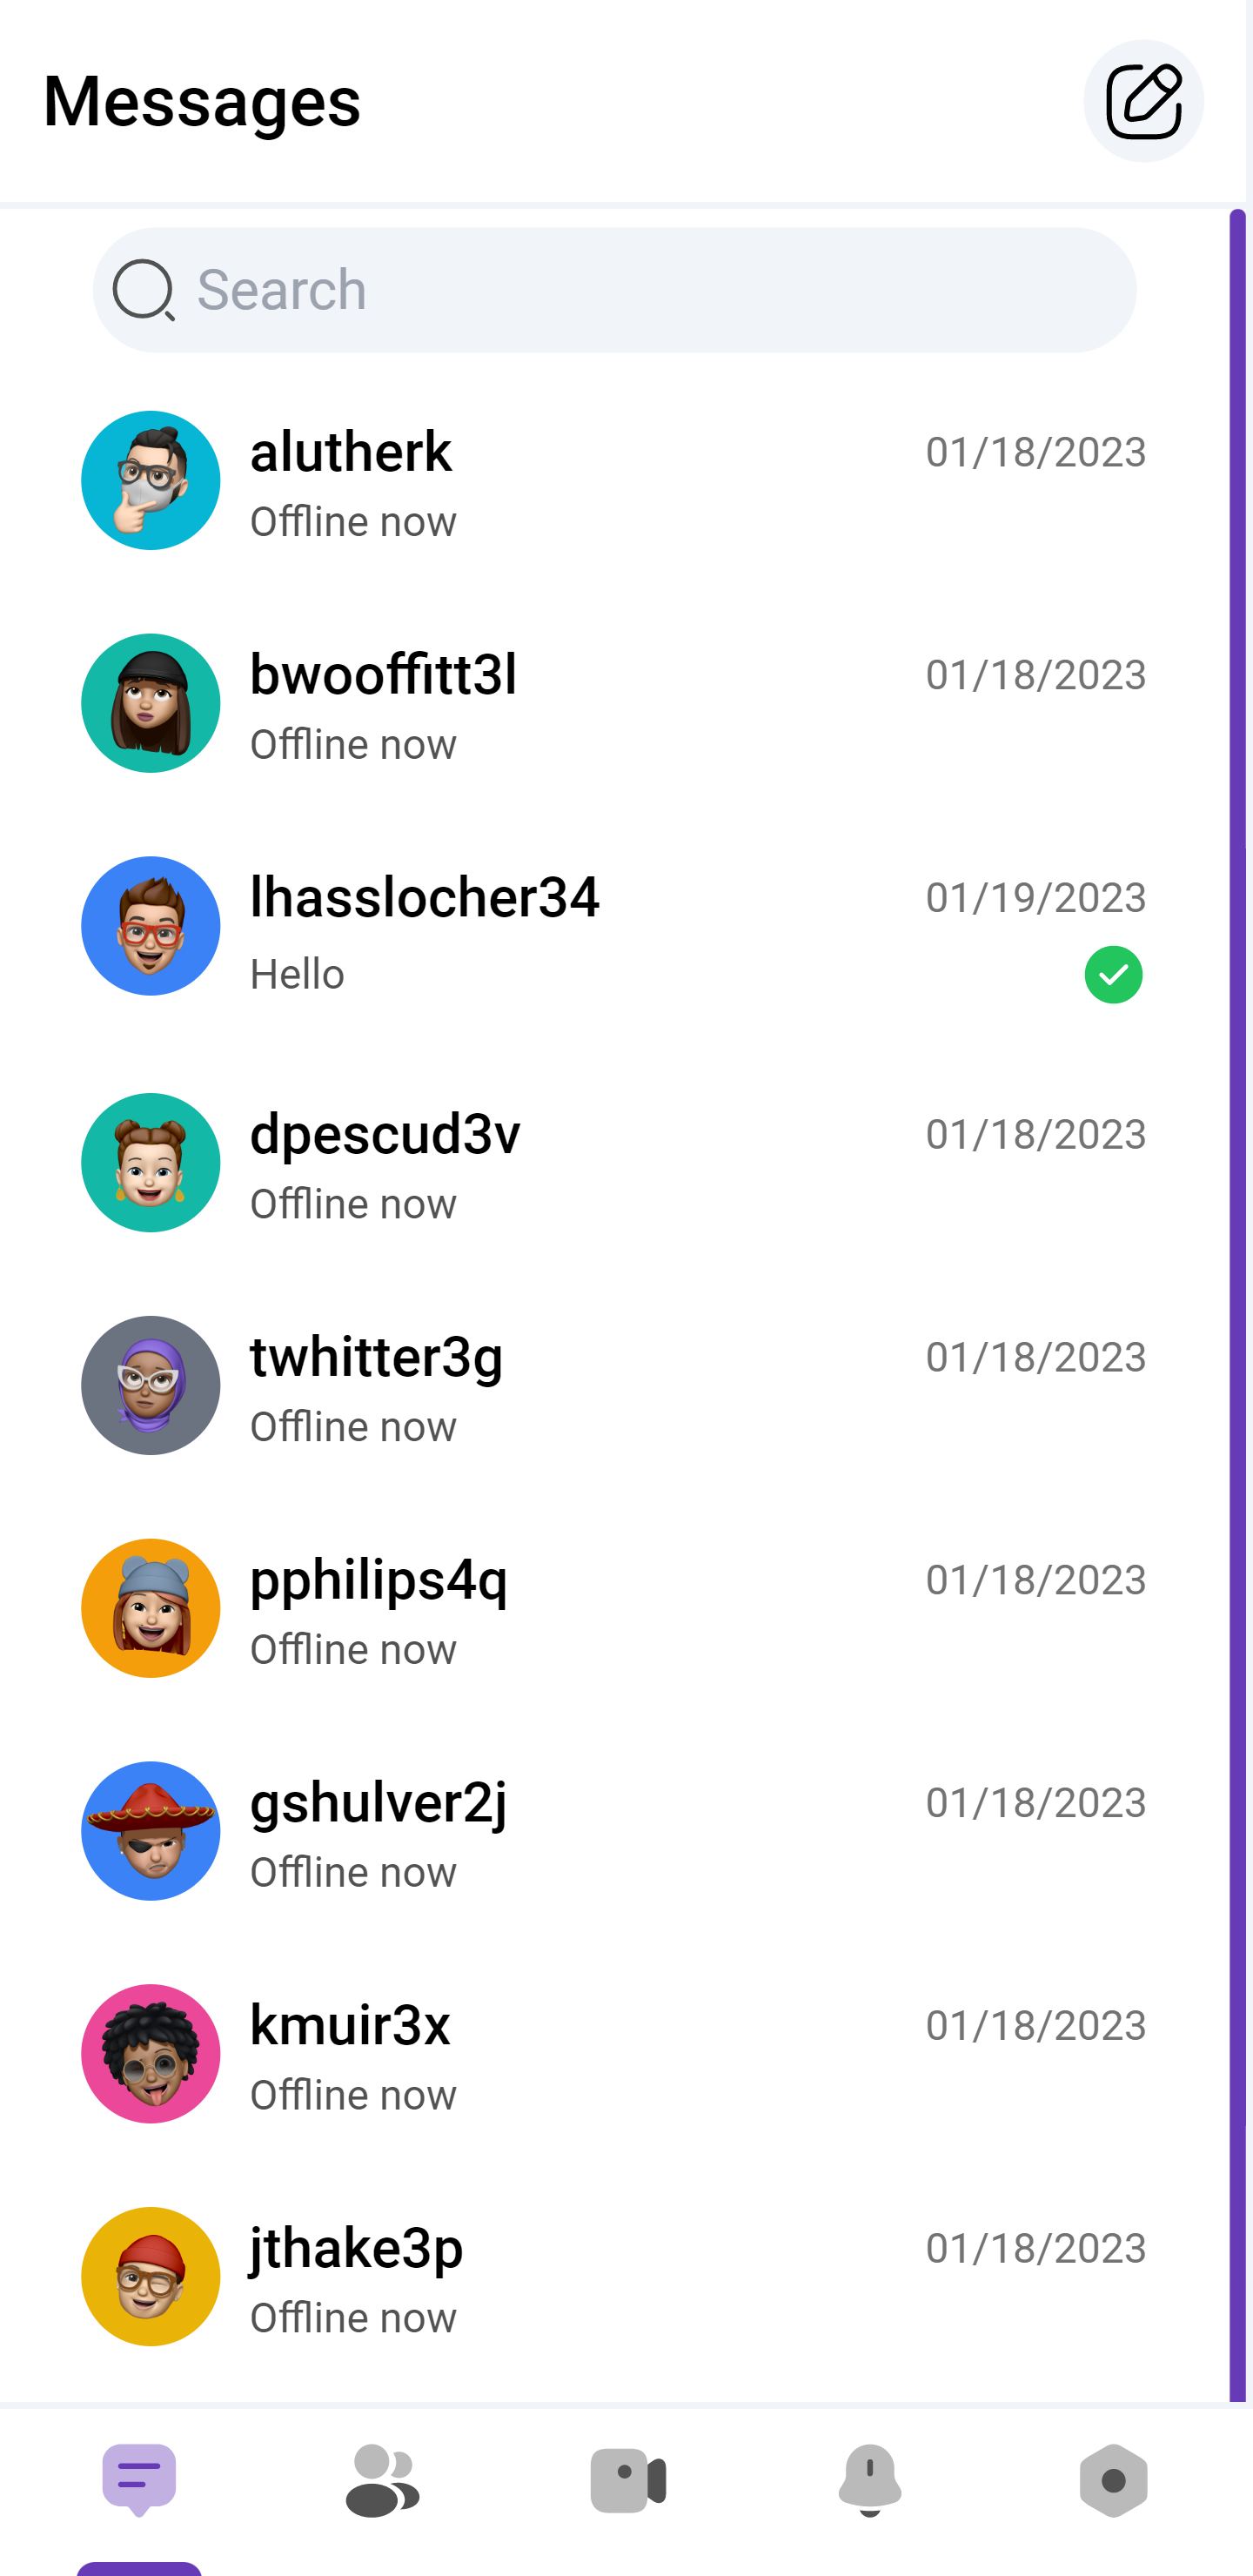 Messages
Search
alutherk 01/18/2023
Offline now
bwooffitt3l 01/18/2023
Offline now
lhasslocher34 01/19/2023
Hello
dpescud3v 01/18/2023
Offline now
twhitter3g 01/18/2023
Offline now
pphilips4q 01/18/2023
Offline now
gshulver2j 01/18/2023
Offline now
kmuir3x 01/18/2023
Offline now
jthake3p 01/18/2023
Offline now